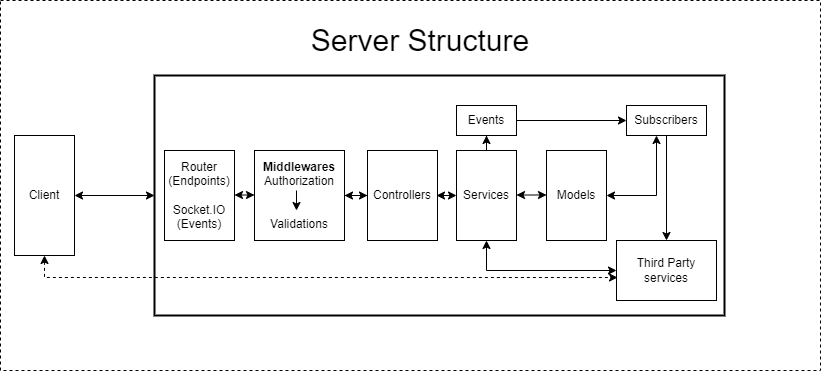 Server Structure
Client
Router
(Endpoints)
Socket.IO
(Events)
Middlewares
Authorization
Validations
Controllers
Events
Services
Models
Subscribers
Third Party
services